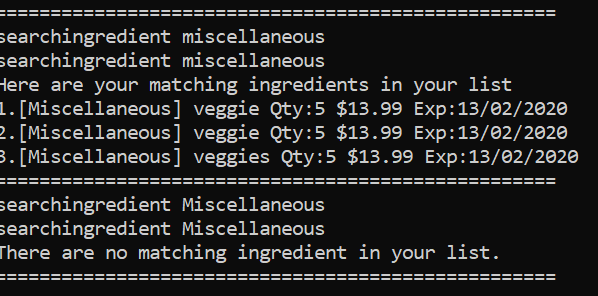 ====================================================
searchingredient miscellaneous
searchingredient miscellaneous
Here are your matching ingredients in your list
1.[Miscellaneous] veggie Qty:5 $13.99 Exp:13/02/2020
2.[Miscellaneous] veggie Qty:5 $13.99 Exp:13/02/2020
3.[Miscellaneous] veggies Qty:5 $13.99 Exp:13/02/2020
====================================================
searchingredient Miscellaneous
searchingredient Miscellaneous
There are no matching ingredient in your list.
====================================================